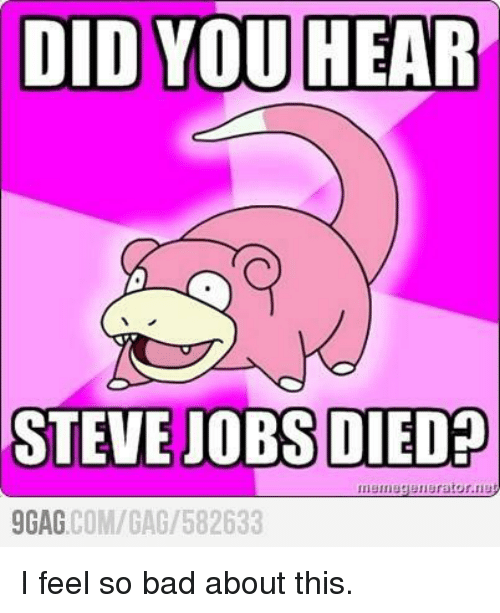 DID YOU HEAR
STEVE JOBS DIED?
memegenerator.net
9GAG.COM/GAG/582633
I feel so bad about this.